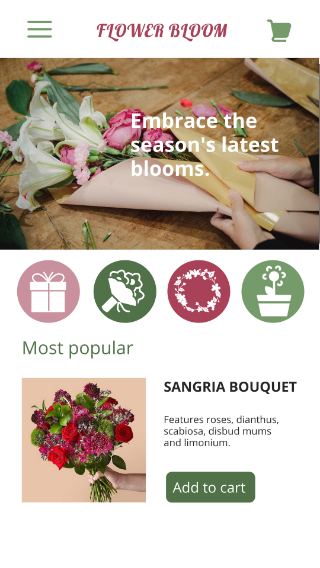 FLOWER BLOOM
Embrace the
season's latest
blooms.
Most popular
SANGRIA BOUQUET
Features roses, dianthus,
scabiosa, disbud mums
and limonium.
Add to cart